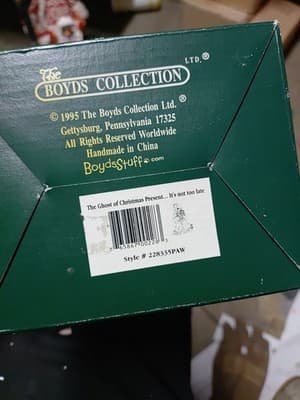 The
LTD.®
BOYDS COLLECTION
© 1995 The Boyds Collection Ltd.®
Gettysburg, Pennsylvania 17325
All Rights Reserved Worldwide
Handmade in China
BoydsStuff.com
The Ghost of Christmas Present... It's not too late
Style # 228335PAW